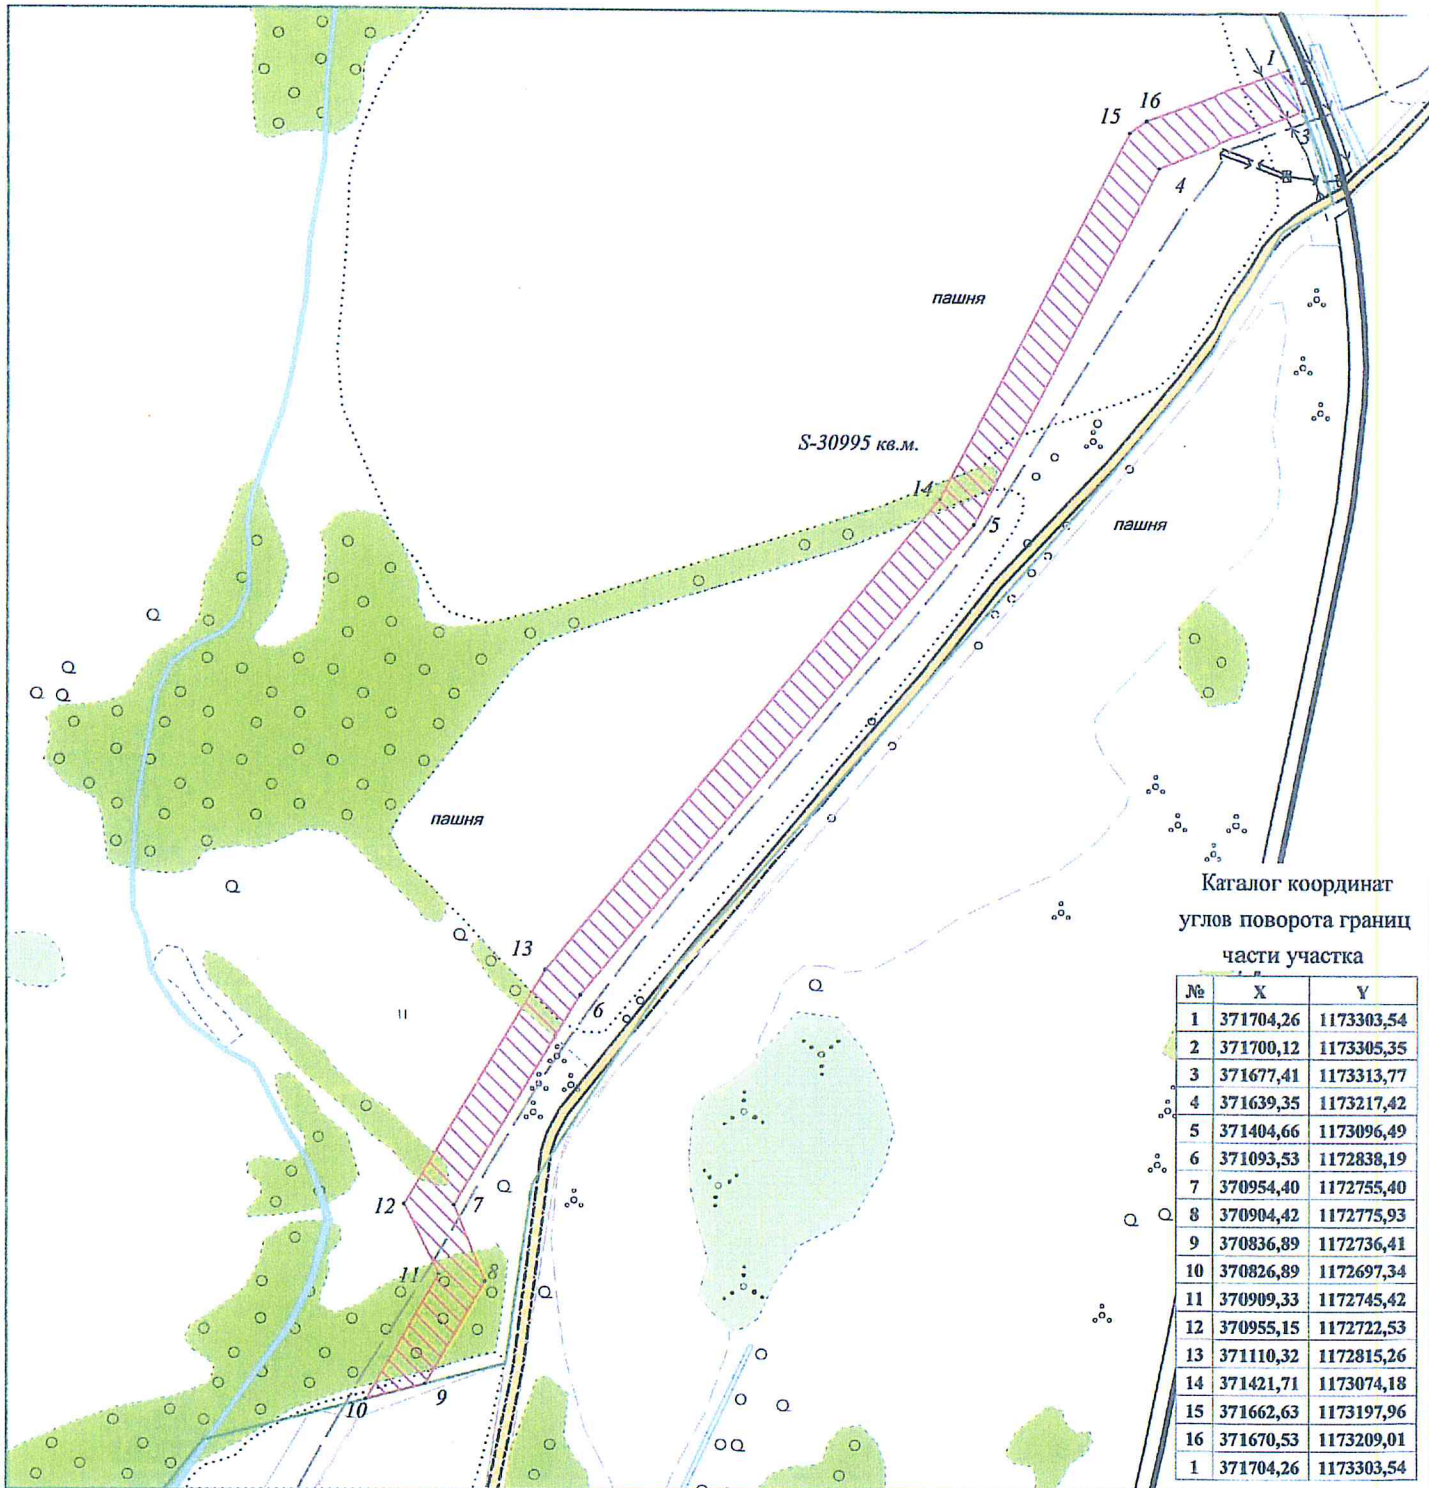 1
16
15
3
4
пашня
S-30995 кв.м.
14
5
пашня
пашня
13
6
12
7
11
8
10
9
Каталог координат
углов поворота границ
части участка
№ X Y
1 371704,26 1173303,54
2 371700,12 1173305,35
3 371677,41 1173313,77
4 371639,35 1173217,42
5 371404,66 1173096,49
6 371093,53 1172838,19
7 370954,40 1172755,40
8 370904,42 1172775,93
9 370836,89 1172736,41
10 370826,89 1172697,34
11 370909,33 1172745,42
12 370955,15 1172722,53
13 371110,32 1172815,26
14 371421,71 1173074,18
15 371662,63 1173197,96
16 371670,53 1173209,01
1 371704,26 1173303,54